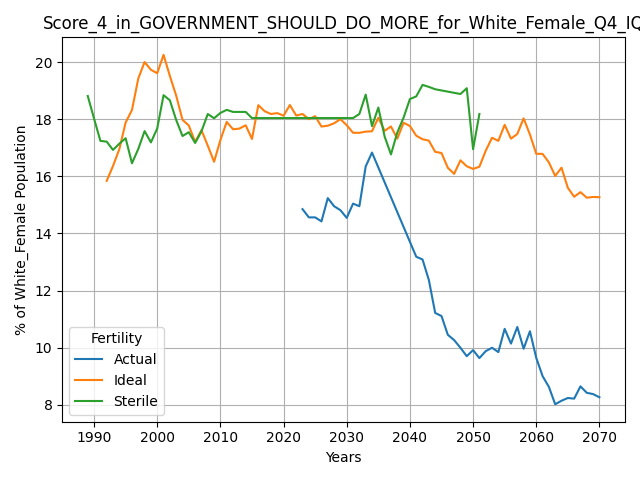 Score_4_in_GOVERNMENT_SHOULD_DO_MORE_for_White_Female_Q4_IQ
20
18
16
14
12
10
8
% of White_Female Population
Fertility
Actual
Ideal
Sterile
1990 2000 2010 2020 2030 2040 2050 2060 2070
Years